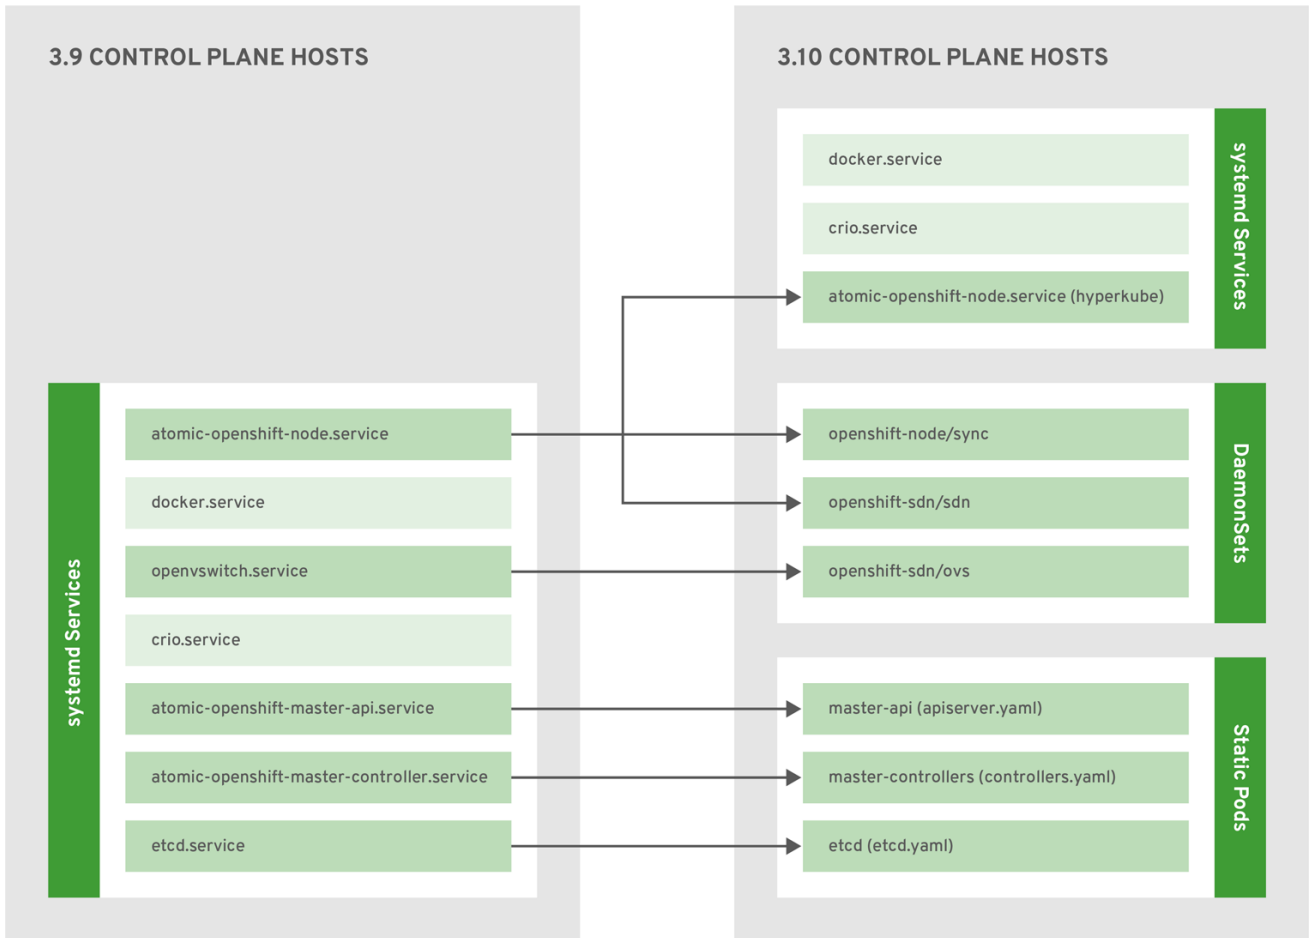 3.9 CONTROL PLANE HOSTS
systemd Services
atomic-openshift-node.service
docker.service
openvswitch.service
crio.service
atomic-openshift-master-api.service
atomic-openshift-master-controller.service
etcd.service
3.10 CONTROL PLANE HOSTS
docker.service
crio.service
atomic-openshift-node.service (hyperkube)
systemd Services
openshift-node/sync
openshift-sdn/sdn
openshift-sdn/ovs
DaemonSets
master-api (apiserver.yaml)
master-controllers (controllers.yaml)
etcd (etcd.yaml)
Static Pods